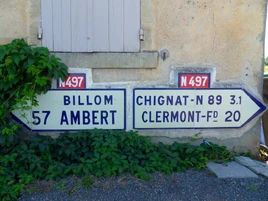 N497
BILLOM
57 AMBERT
N497
CHIGNAT-N 89 3.1
CLERMONT-FD 20